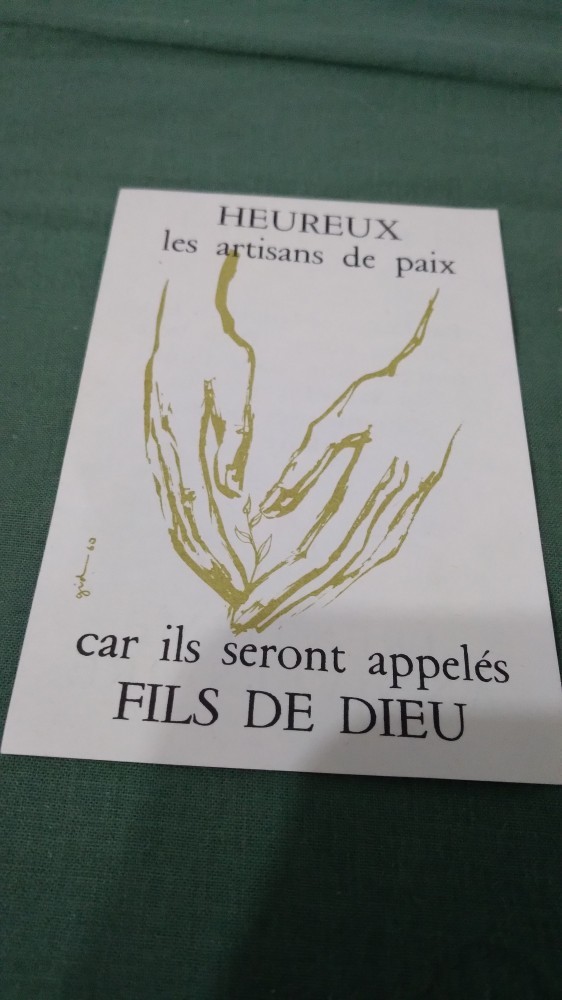 HEUREUX
les artisans de paix
car ils seront appelés
FILS DE DIEU